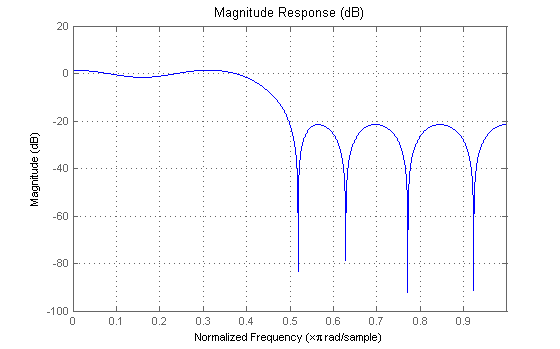 Magnitude Response (dB)
20
0
-20
-40
-60
-80
-100
Magnitude (dB)
0 0.1 0.2 0.3 0.4 0.5 0.6 0.7 0.8 0.9
Normalized Frequency (×π rad/sample)